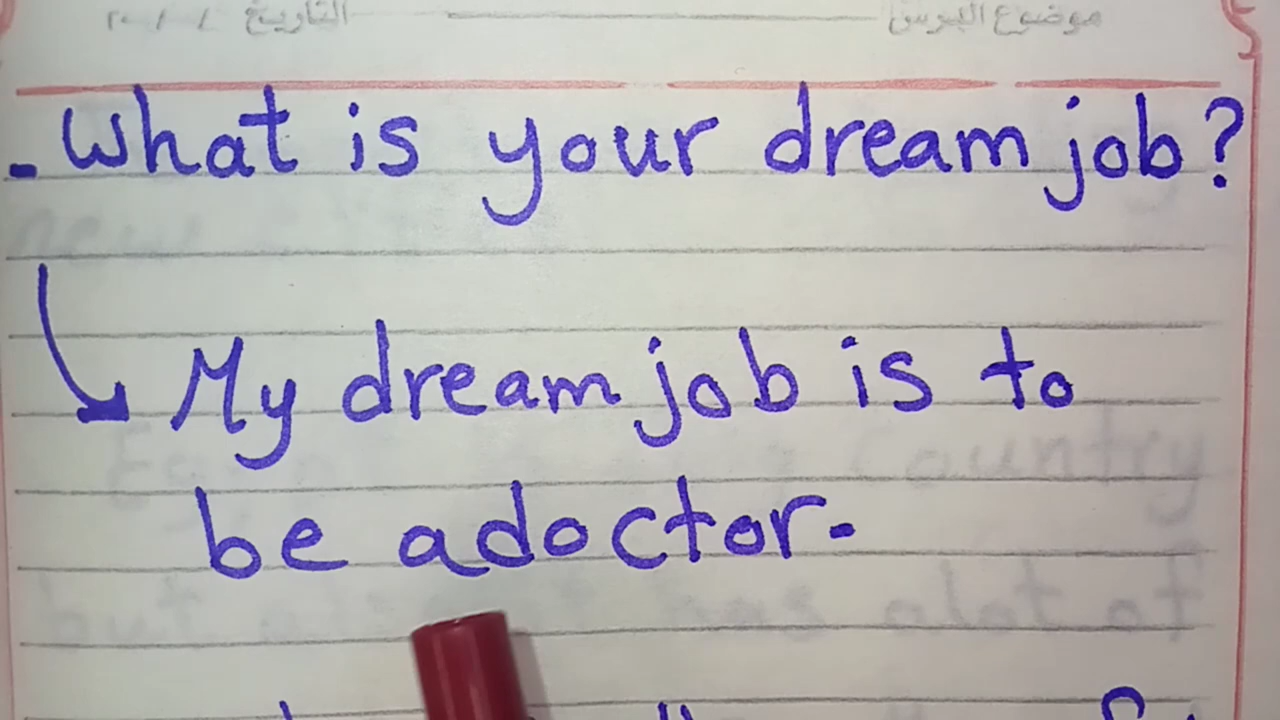 موضوع الدرس التاريخ / / ٢٠
- What is your dream job?
My dream job is to
be adoctor.